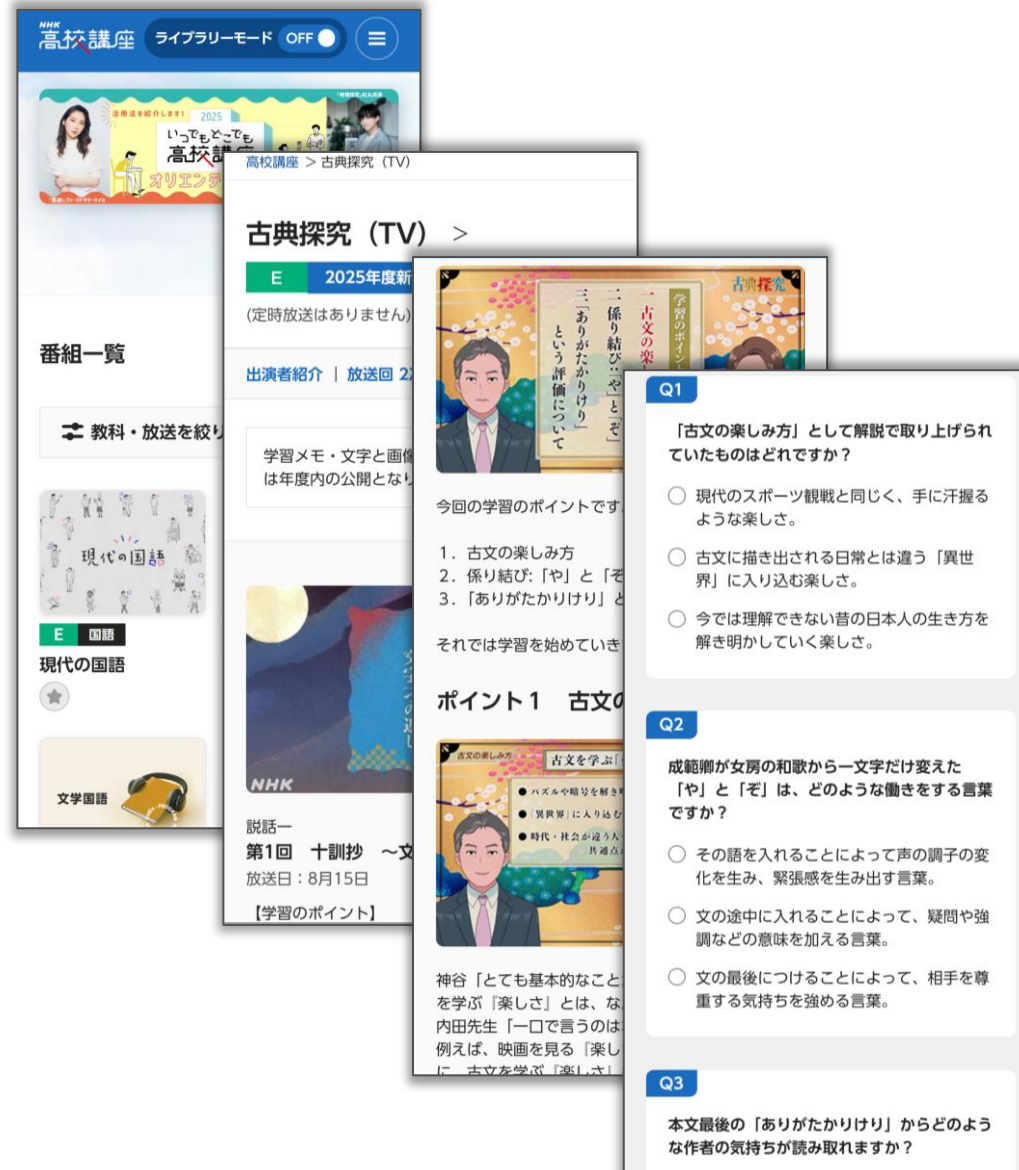 NHK
高校講座
ライブラリーモード OFF
活用法を紹介します! 2025
いつでもどこでも
高校講座
オリエンテ
番組一覧
教科・放送を絞り
現代の国語
E 国語
現代の国語
文学国語
高校講座 > 古典探究（TV）
古典探究（TV） >
E 2025年度新
(定時放送はありません)
出演者紹介 | 放送回
学習メモ・文字と画像
は年度内の公開となり
NHK
説話一
第1回 十訓抄 ～文
放送日：8月15日
【学習のポイント】
古典探究
学習のポイント
一 古文の楽し
二 係り結び：「や」と「ぞ」
三 「ありがたかりけり」
という評価について
今回の学習のポイントです
1. 古文の楽しみ方
2. 係り結び:「や」と「ぞ
3.「ありがたかりけり」と
それでは学習を始めていき
ポイント1 古文の
古文の楽しみ方
古文を学ぶ「
● パズルや暗号を解き明
●「異世界」に入り込む
● 時代・社会が違う人
共通点
神谷「とても基本的なこと
を学ぶ『楽しさ』とは、な
内田先生「一口で言うのは
例えば、映画を見る『楽し
に、古文を学ぶ『楽しさ』
Q1
「古文の楽しみ方」として解説で取り上げられ
ていたものはどれですか？
現代のスポーツ観戦と同じく、手に汗握る
ような楽しさ。
古文に描き出される日常とは違う「異世
界」に入り込む楽しさ。
今では理解できない昔の日本人の生き方を
解き明かしていく楽しさ。
Q2
成範卿が女房の和歌から一文字だけ変えた
「や」と「ぞ」は、どのような働きをする言葉
ですか？
その語を入れることによって声の調子の変
化を生み、緊張感を生み出す言葉。
文の途中に入れることによって、疑問や強
調などの意味を加える言葉。
文の最後につけることによって、相手を尊
重する気持ちを強める言葉。
Q3
本文最後の「ありがたかりけり」からどのよう
な作者の気持ちが読み取れますか？